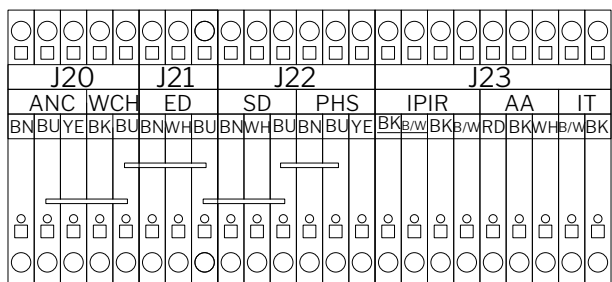 J20 J21 J22 J23
ANC WCH ED SD PHS IPIR AA IT
BN BU YE BK BU BN WH BU BN WH BU BN BU YE BK B/W BK B/W RD BK WH B/W BK